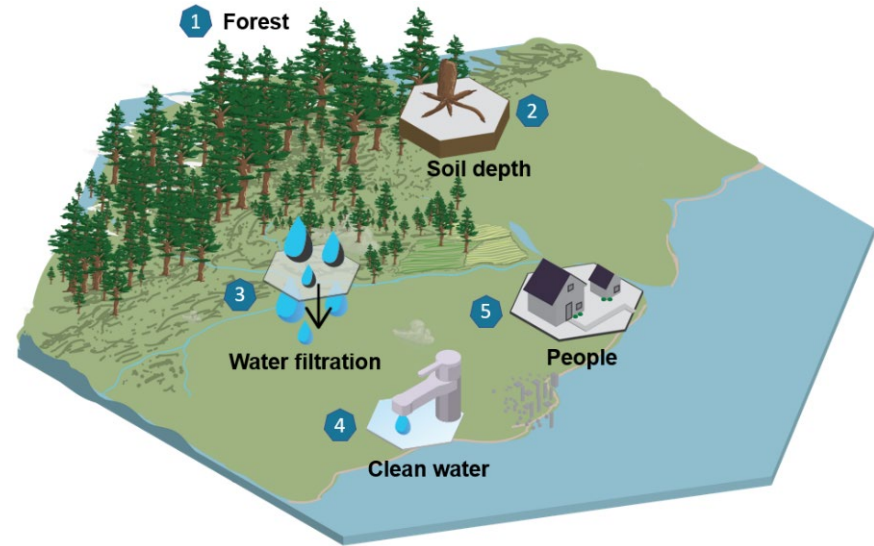 1 Forest
2
Soil depth
3
Water filtration
5
People
4
Clean water